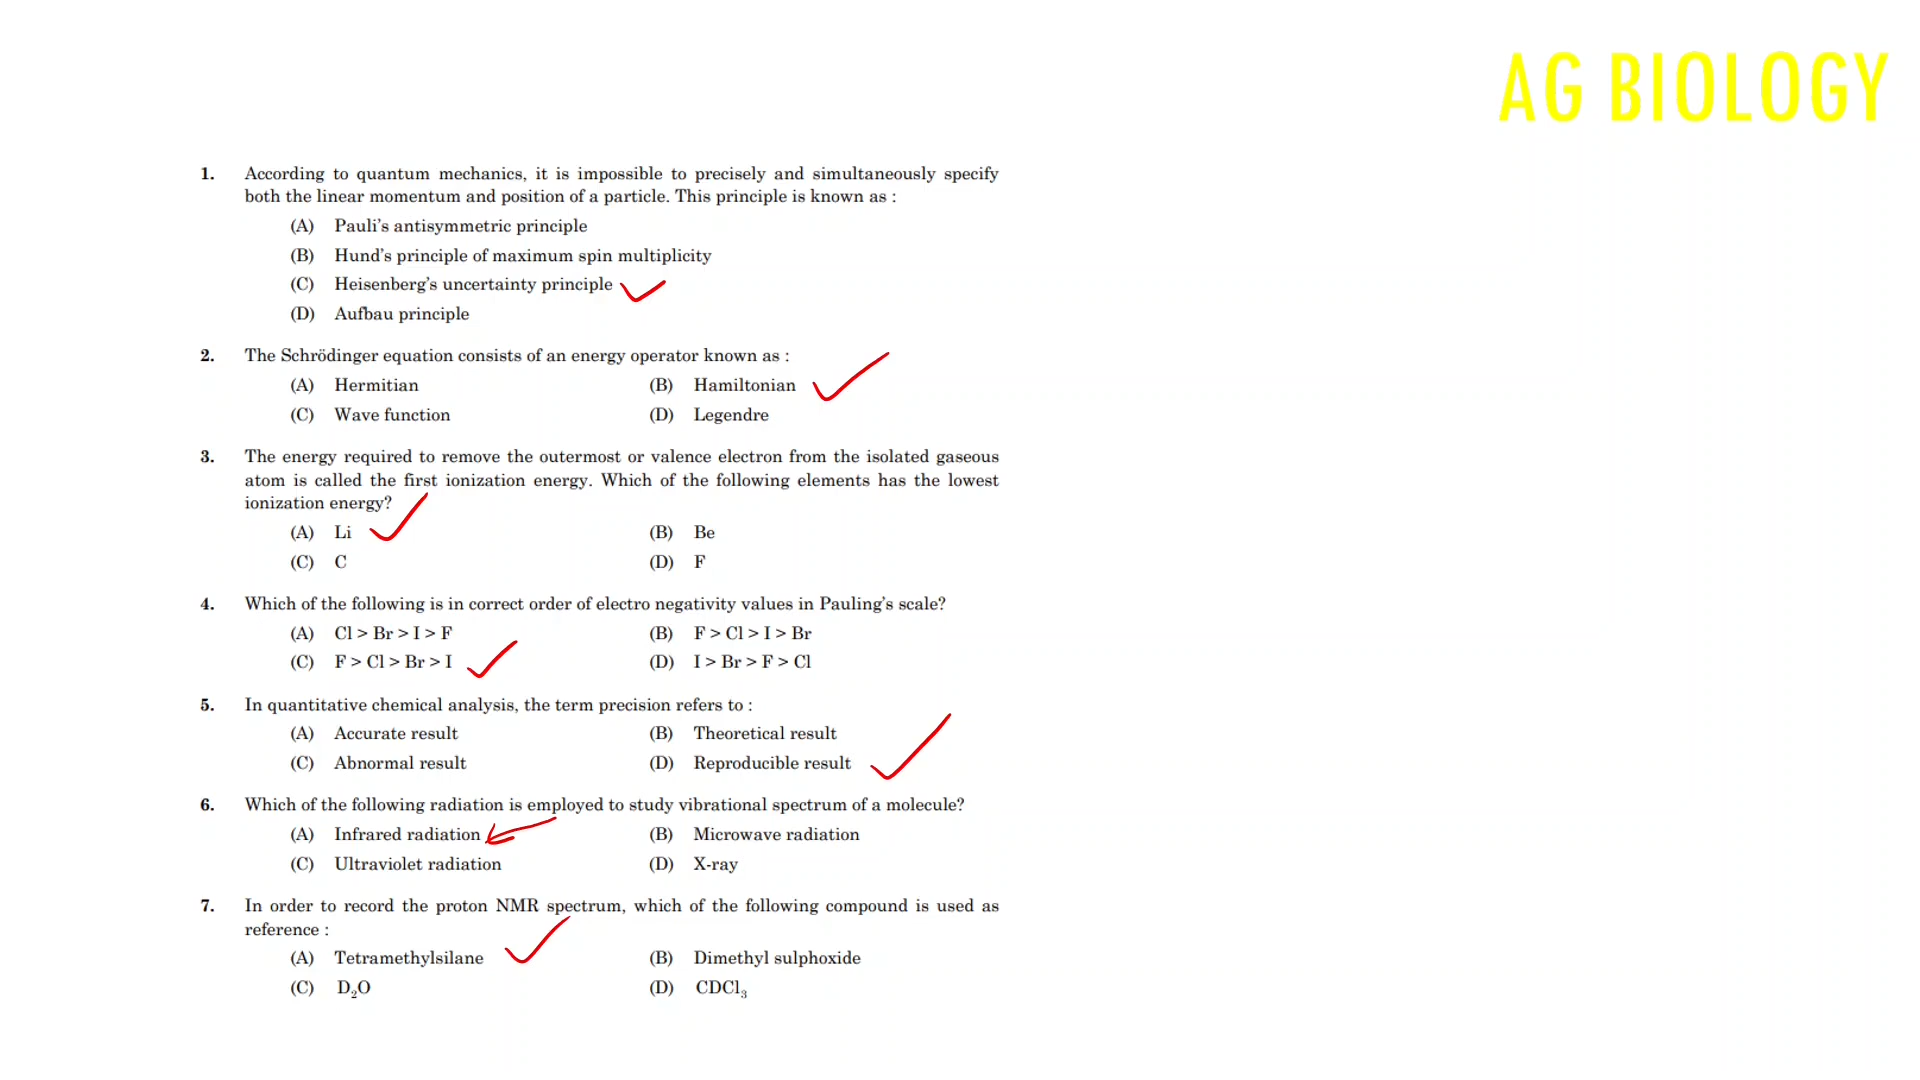 AG BIOLOGY
1. According to quantum mechanics, it is impossible to precisely and simultaneously specify
both the linear momentum and position of a particle. This principle is known as :
(A) Pauli's antisymmetric principle
(B) Hund's principle of maximum spin multiplicity
(C) Heisenberg's uncertainty principle
(D) Aufbau principle
2. The Schrödinger equation consists of an energy operator known as :
(A) Hermitian (B) Hamiltonian
(C) Wave function (D) Legendre
3. The energy required to remove the outermost or valence electron from the isolated gaseous
atom is called the first ionization energy. Which of the following elements has the lowest
ionization energy?
(A) Li (B) Be
(C) C (D) F
4. Which of the following is in correct order of electro negativity values in Pauling's scale?
(A) Cl > Br > I > F (B) F > Cl > I > Br
(C) F > Cl > Br > I (D) I > Br > F > Cl
5. In quantitative chemical analysis, the term precision refers to :
(A) Accurate result (B) Theoretical result
(C) Abnormal result (D) Reproducible result
6. Which of the following radiation is employed to study vibrational spectrum of a molecule?
(A) Infrared radiation (B) Microwave radiation
(C) Ultraviolet radiation (D) X-ray
7. In order to record the proton NMR spectrum, which of the following compound is used as
reference :
(A) Tetramethylsilane (B) Dimethyl sulphoxide
(C) D₂O (D) CDCl₃